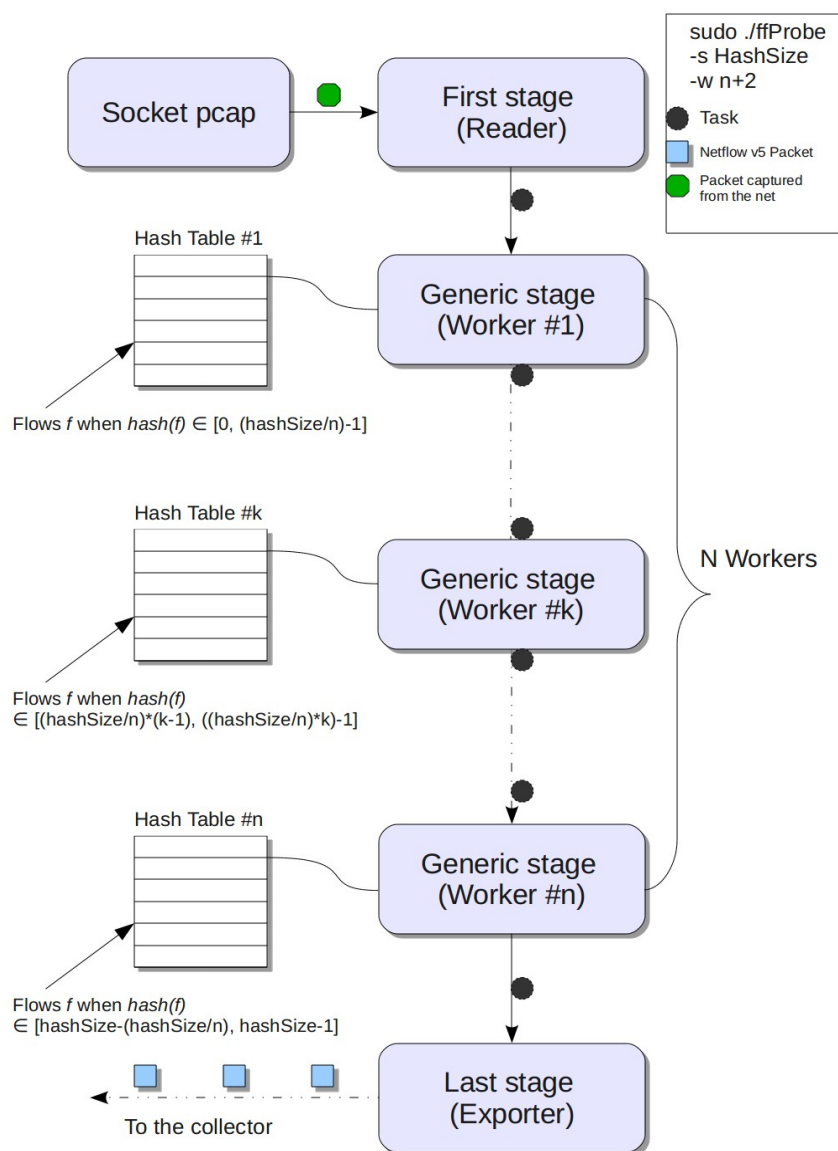 sudo ./ffProbe
-s HashSize
-w n+2
Task
Netflow v5 Packet
Packet captured
from the net
Socket pcap
First stage
(Reader)
Hash Table #1
Generic stage
(Worker #1)
Flows f when hash(f) ∈ [0, (hashSize/n)-1]
Hash Table #k
Generic stage
(Worker #k)
N Workers
Flows f when hash(f)
∈ [((hashSize/n)*(k-1), ((hashSize/n)*k)-1]
Hash Table #n
Generic stage
(Worker #n)
Flows f when hash(f)
∈ [hashSize-(hashSize/n), hashSize-1]
Last stage
(Exporter)
To the collector